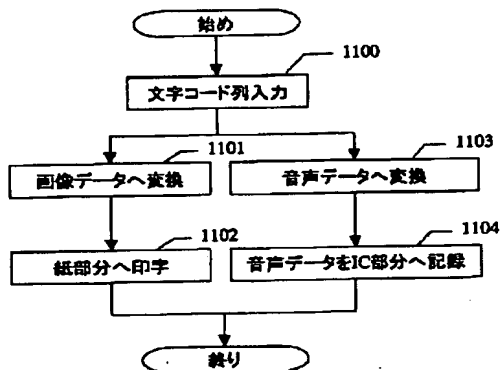 始め
1100
文字コード列入力
1101
画像データへ変換
1103
音声データへ変換
1102
紙部分へ印字
1104
音声データをIC部分へ記録
終り